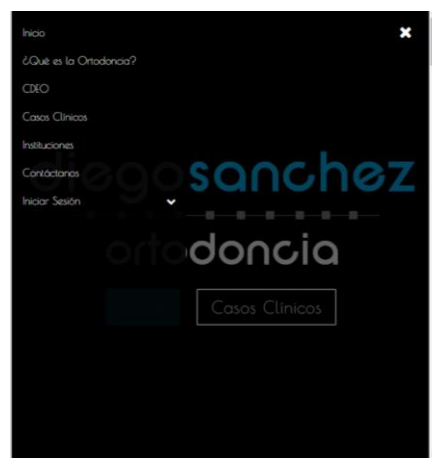 Inicio
¿Qué es la Ortodoncia?
CDEO
Casos Clínicos
Instituciones
Contáctanos
Iniciar Sesión
diegosanchez
ortodoncia
Casos Clínicos